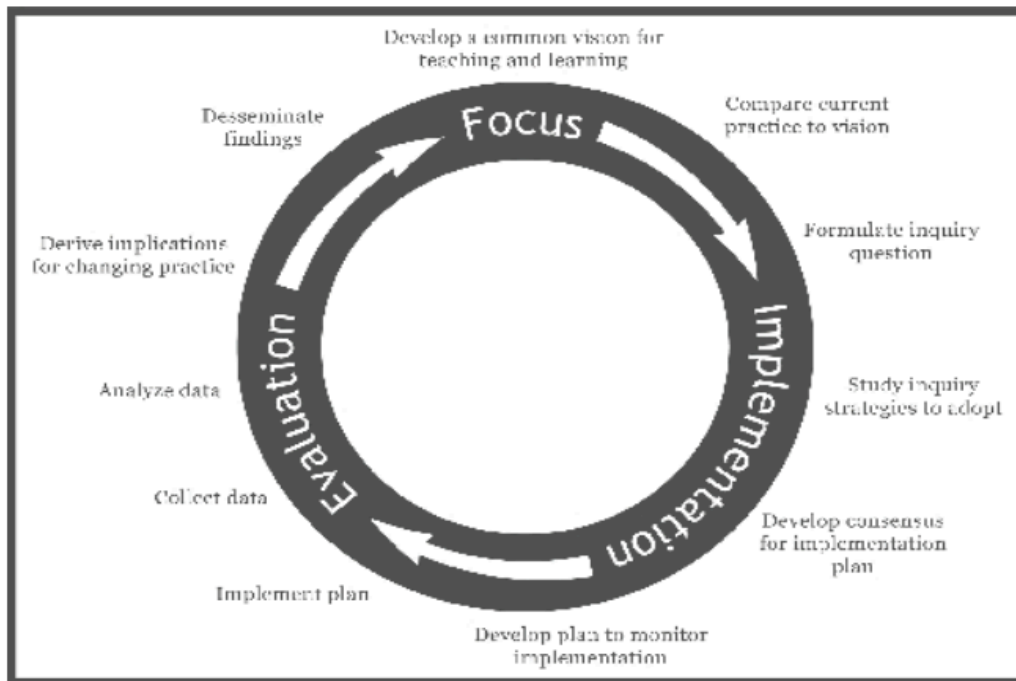 Develop a common vision for
teaching and learning
Focus
Compare current
practice to vision
Formulate inquiry
question
Implementation
Study inquiry
strategies to adopt
Develop consensus
for implementation
plan
Develop plan to monitor
implementation
Implement plan
Evaluation
Collect data
Analyze data
Derive implications
for changing practice
Desseminate
findings